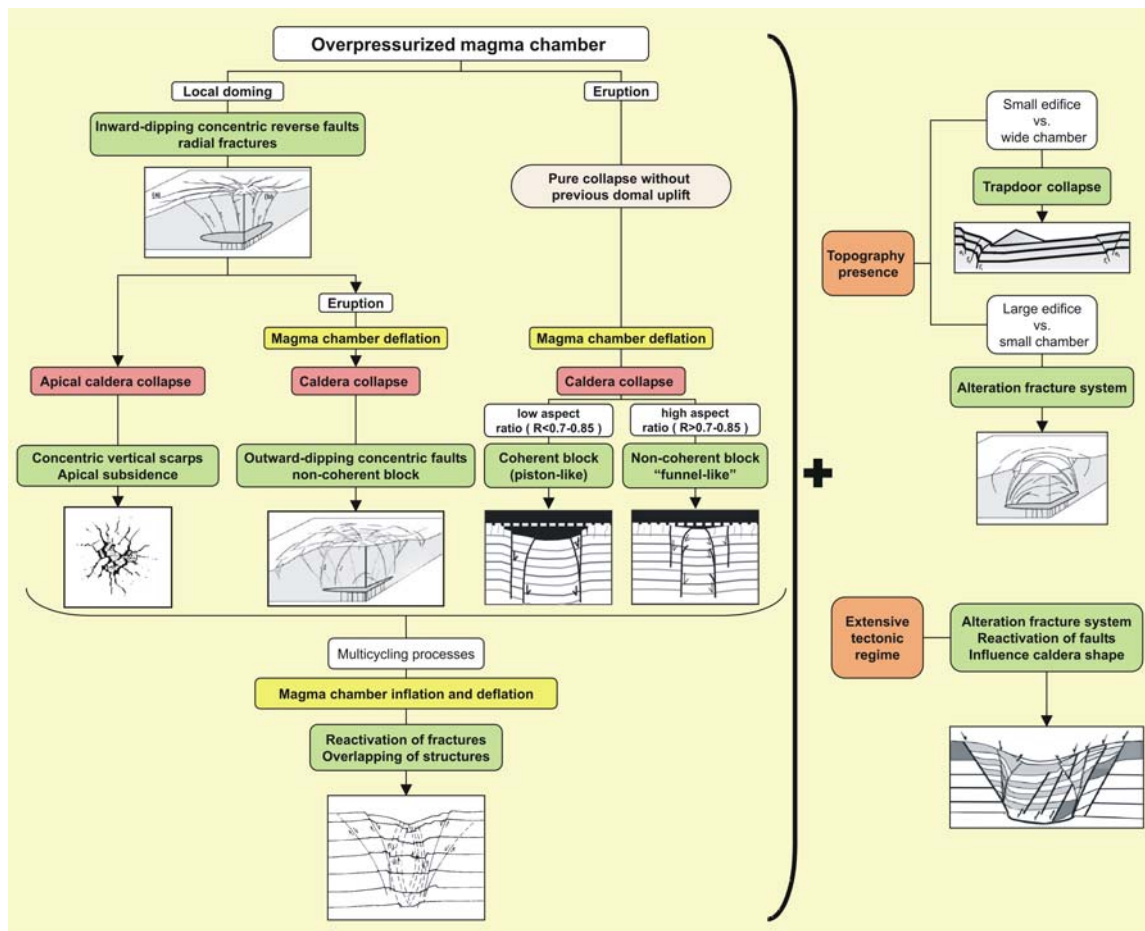 Overpressurized magma chamber
Local doming
Eruption
Inward-dipping concentric reverse faults
radial fractures
Pure collapse without
previous domal uplift
Eruption
Magma chamber deflation
Magma chamber deflation
Apical caldera collapse
Caldera collapse
Caldera collapse
low aspect
ratio ( R<0.7-0.85 )
high aspect
ratio ( R>0.7-0.85 )
Concentric vertical scarps
Apical subsidence
Outward-dipping concentric faults
non-coherent block
Coherent block
(piston-like)
Non-coherent block
“funnel-like”
Multicycling processes
Magma chamber inflation and deflation
Reactivation of fractures
Overlapping of structures
+
Topography
presence
Small edifice
vs.
wide chamber
Trapdoor collapse
Large edifice
vs.
small chamber
Alteration fracture system
Extensive
tectonic
regime
Alteration fracture system
Reactivation of faults
Influence caldera shape